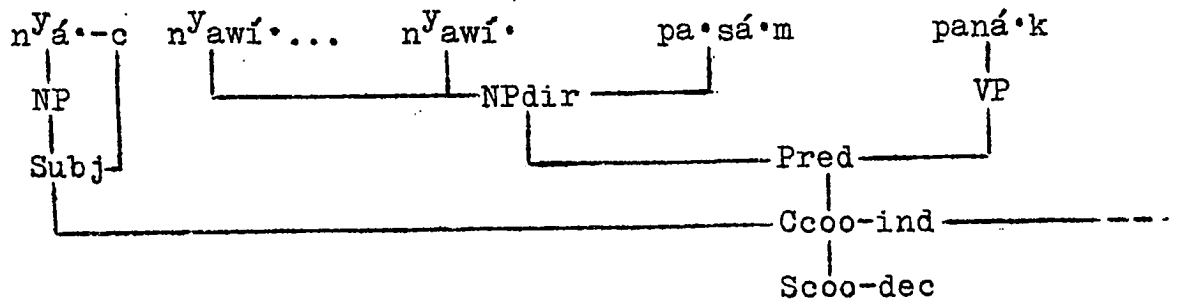 nʸá·-c nʸawí·... nʸawí· pa·sá·m paná·k
NP NPdir VP
Subj Pred
Ccoo-ind
Scoo-dec